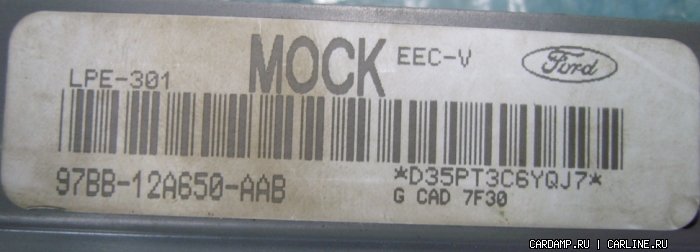 LPE-301 MOCK EEC-V Ford
97BB-12A650-AAB *D35PT3C6YQJ7*
G CAD 7F30
CARDAMP.RU | CARLINE.RU